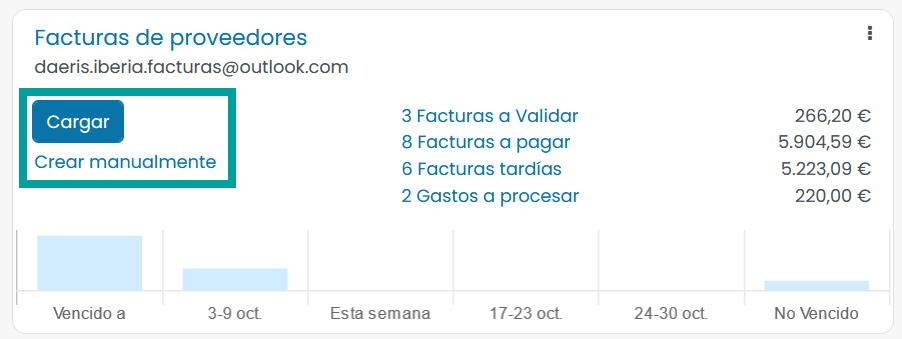 Facturas de proveedores
daeris.iberia.facturas@outlook.com
Cargar
Crear manualmente
3 Facturas a Validar 266,20 €
8 Facturas a pagar 5.904,59 €
6 Facturas tardías 5.223,09 €
2 Gastos a procesar 220,00 €
Vencido a 3-9 oct. Esta semana 17-23 oct. 24-30 oct. No Vencido